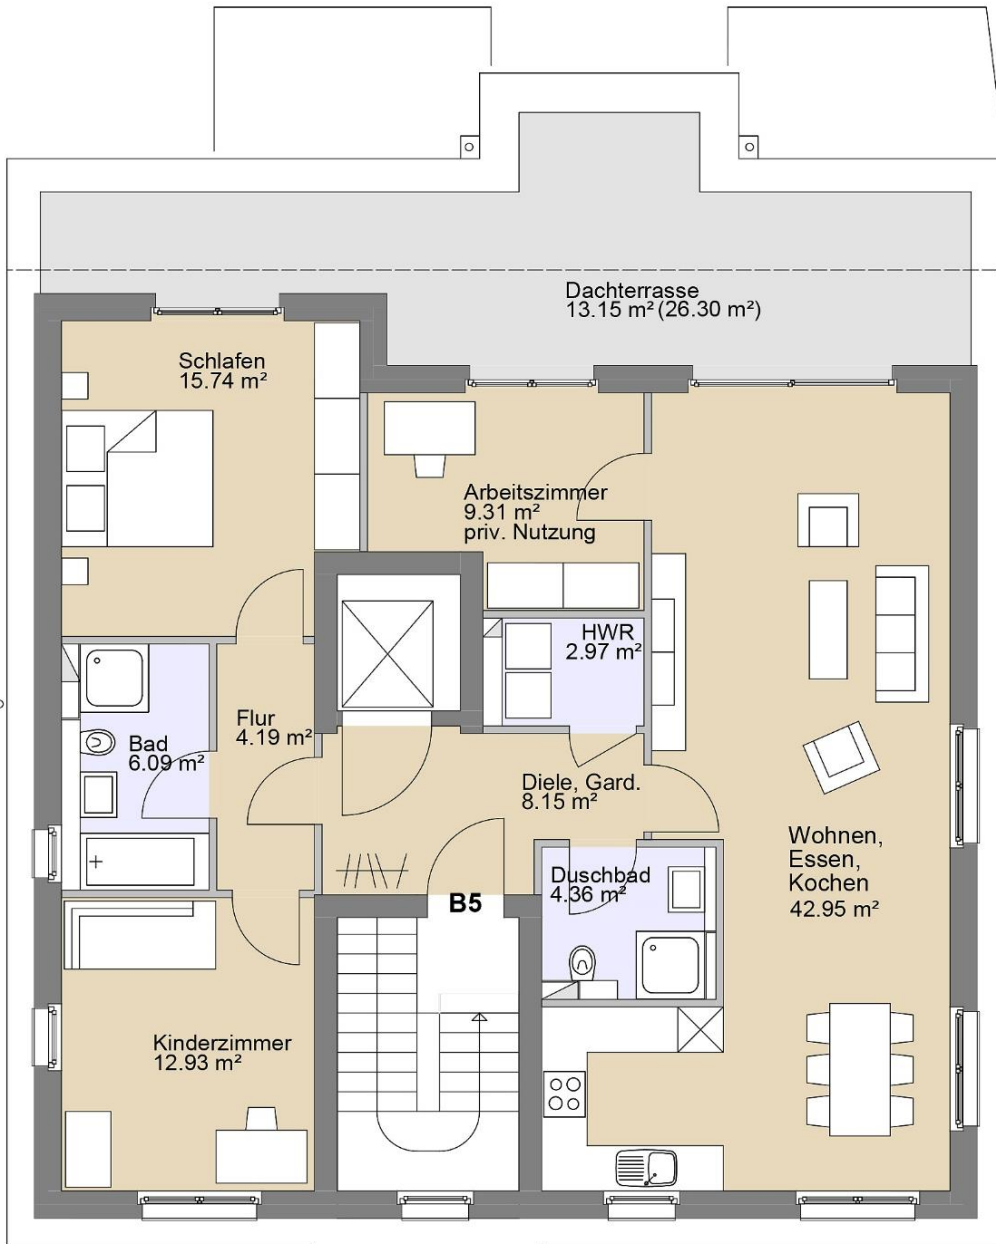 Dachterrasse
13.15 m² (26.30 m²)
Schlafen
15.74 m²
Arbeitszimmer
9.31 m²
priv. Nutzung
HWR
2.97 m²
Flur
4.19 m²
Bad
6.09 m²
Diele, Gard.
8.15 m²
Wohnen,
Essen,
Kochen
42.95 m²
Duschbad
4.36 m²
B5
Kinderzimmer
12.93 m²